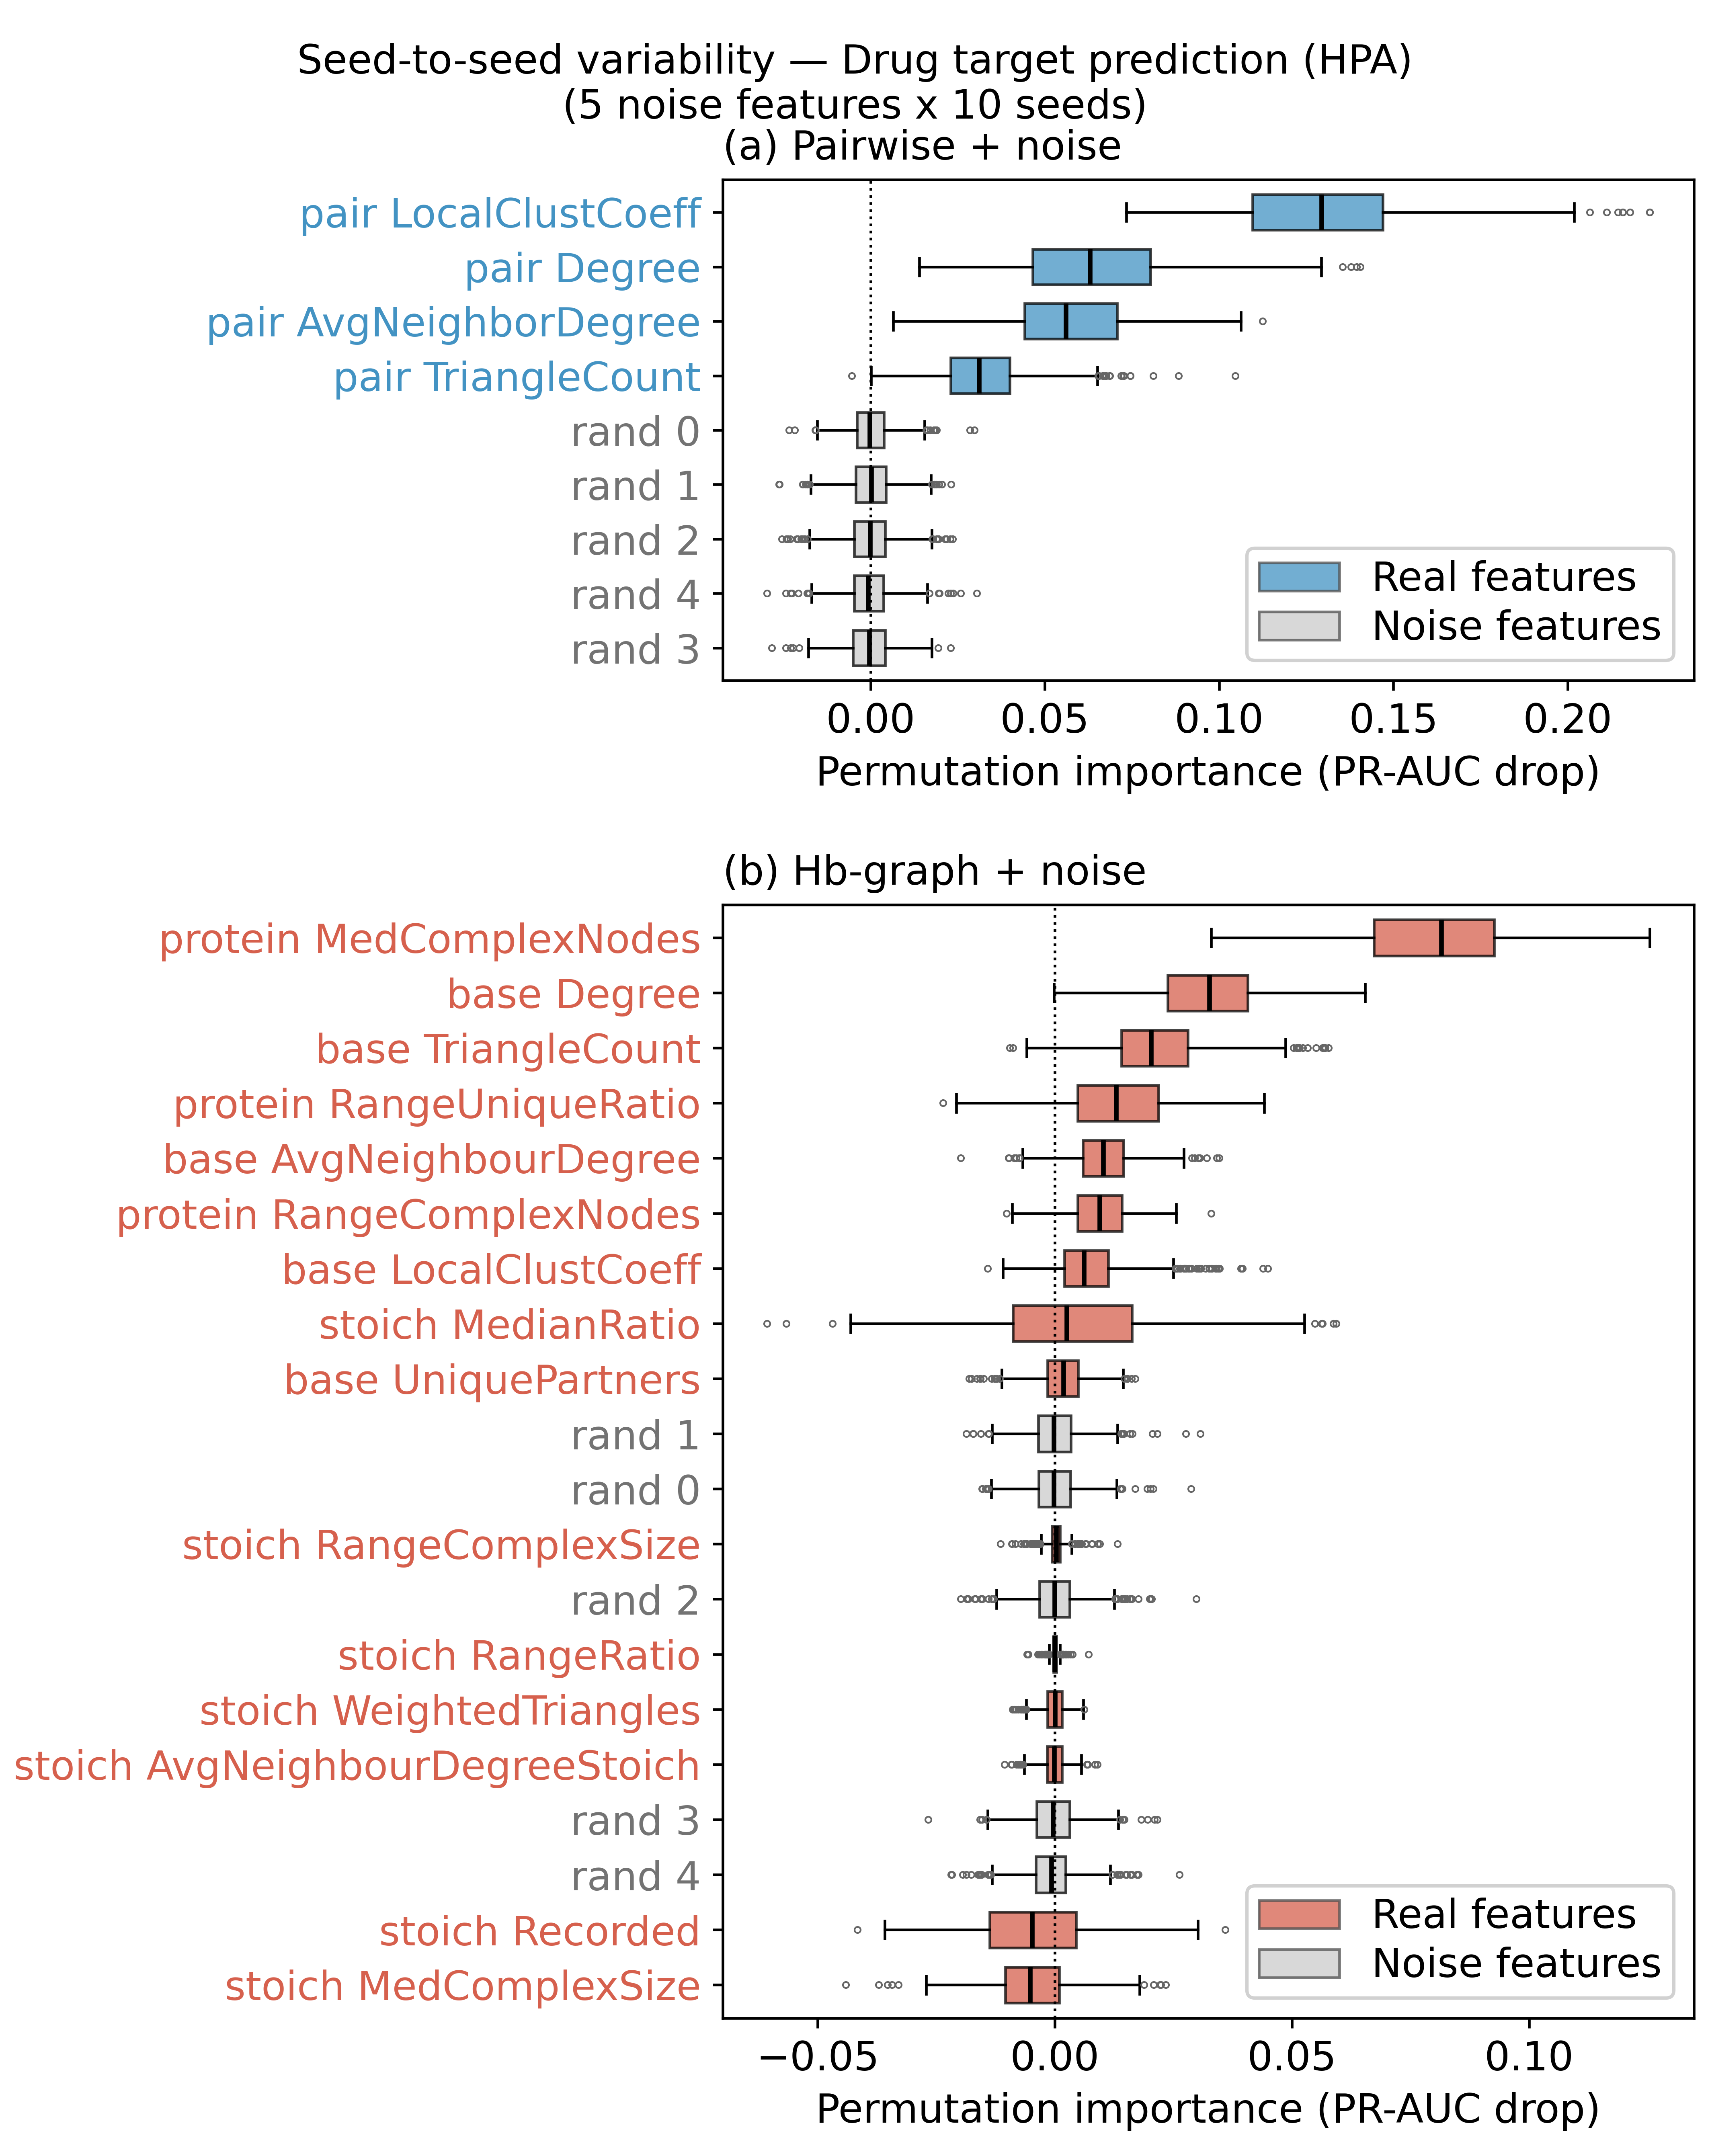 Seed-to-seed variability — Drug target prediction (HPA)
(5 noise features x 10 seeds)
(a) Pairwise + noise
pair LocalClustCoeff
pair Degree
pair AvgNeighborDegree
pair TriangleCount
rand 0
rand 1
rand 2
rand 4
rand 3
Real features
Noise features
0.00 0.05 0.10 0.15 0.20
Permutation importance (PR-AUC drop)
(b) Hb-graph + noise
protein MedComplexNodes
base Degree
base TriangleCount
protein RangeUniqueRatio
base AvgNeighbourDegree
protein RangeComplexNodes
base LocalClustCoeff
stoich MedianRatio
base UniquePartners
rand 1
rand 0
stoich RangeComplexSize
rand 2
stoich RangeRatio
stoich WeightedTriangles
stoich AvgNeighbourDegreeStoich
rand 3
rand 4
stoich Recorded
stoich MedComplexSize
Real features
Noise features
−0.05 0.00 0.05 0.10
Permutation importance (PR-AUC drop)